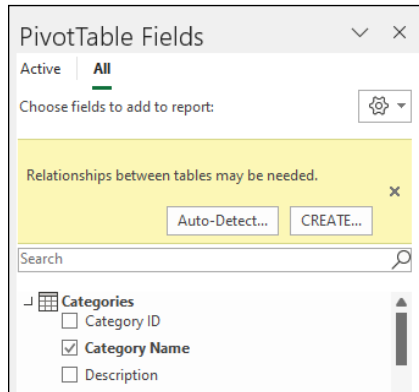 PivotTable Fields
Active All
Choose fields to add to report:
Relationships between tables may be needed.
Auto-Detect... CREATE...
Search
Categories
Category ID
Category Name
Description